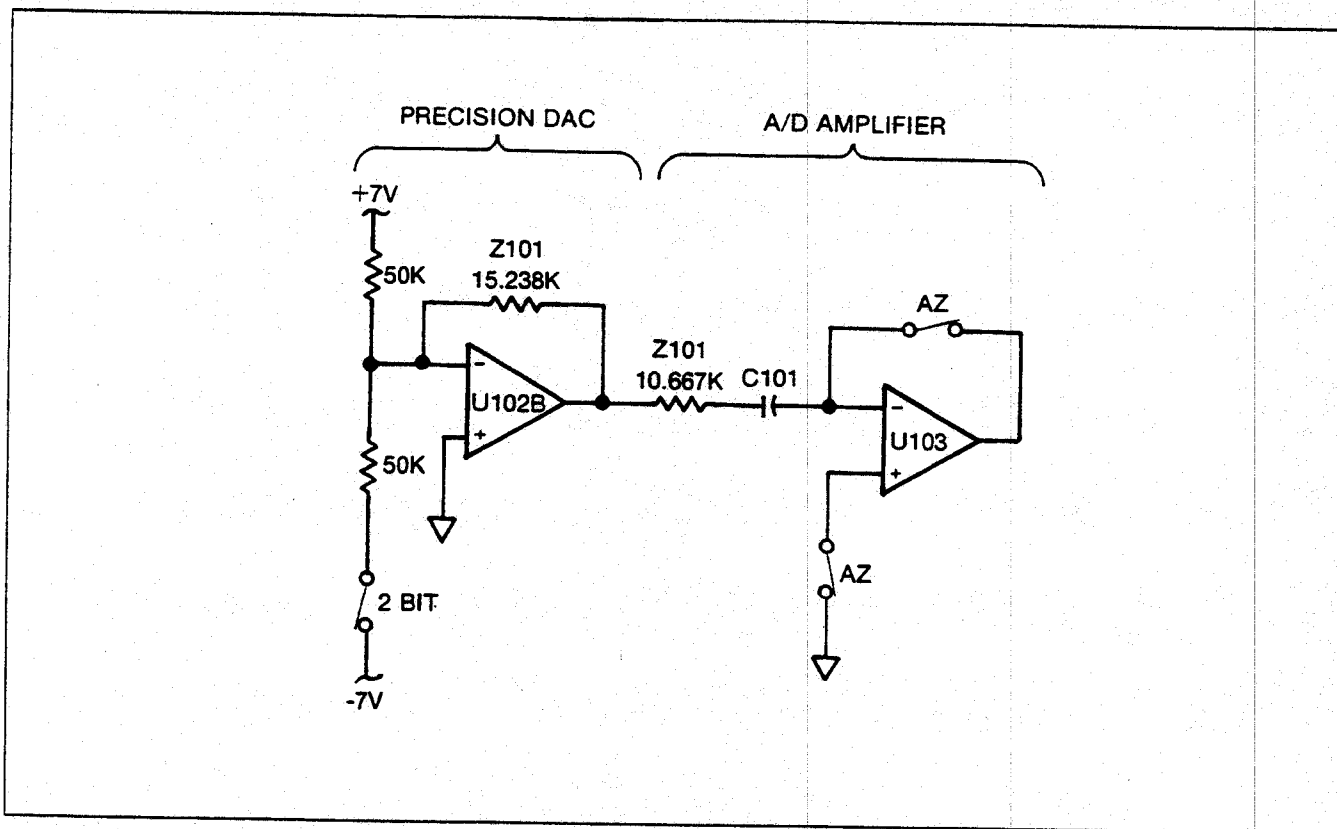 PRECISION DAC
A/D AMPLIFIER
+7V
50K
Z101
15.238K
AZ
Z101
10.667K
C101
-
U102B
+
-
U103
+
50K
AZ
2 BIT
-7V